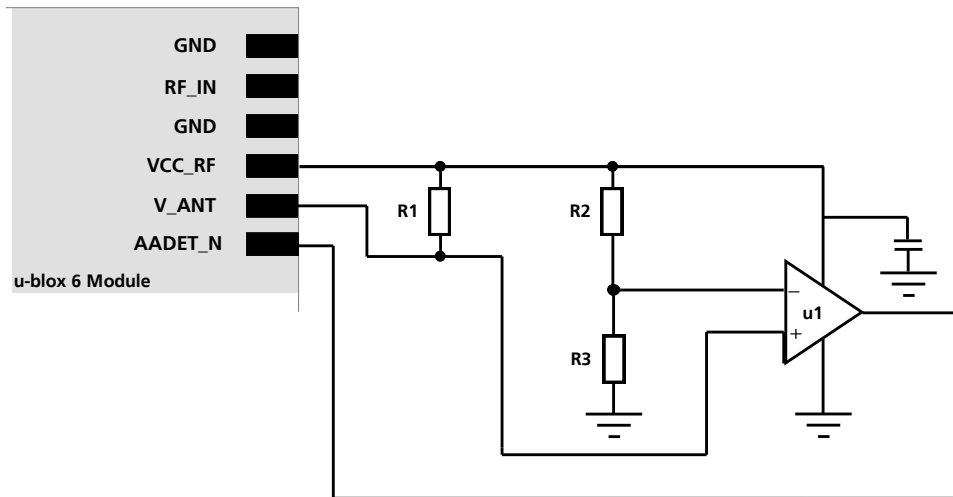 GND
RF_IN
GND
VCC_RF
V_ANT
AADET_N
u-blox 6 Module
R1
R2
R3
−
u1
+